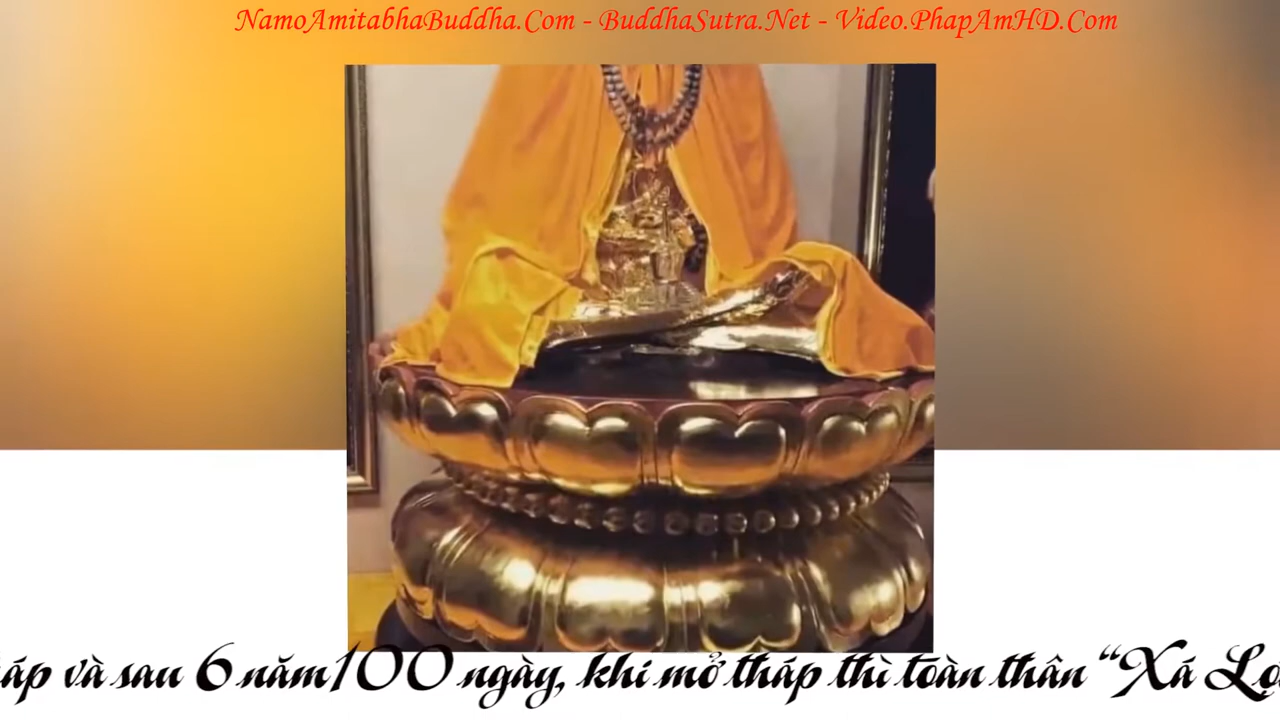 NamoAmitabhaBuddha.Com - BuddhaSutra.Net - Video.PhapAmHD.Com
và sau 6 năm100 ngày, khi mở tháp thì toàn thân “Xá